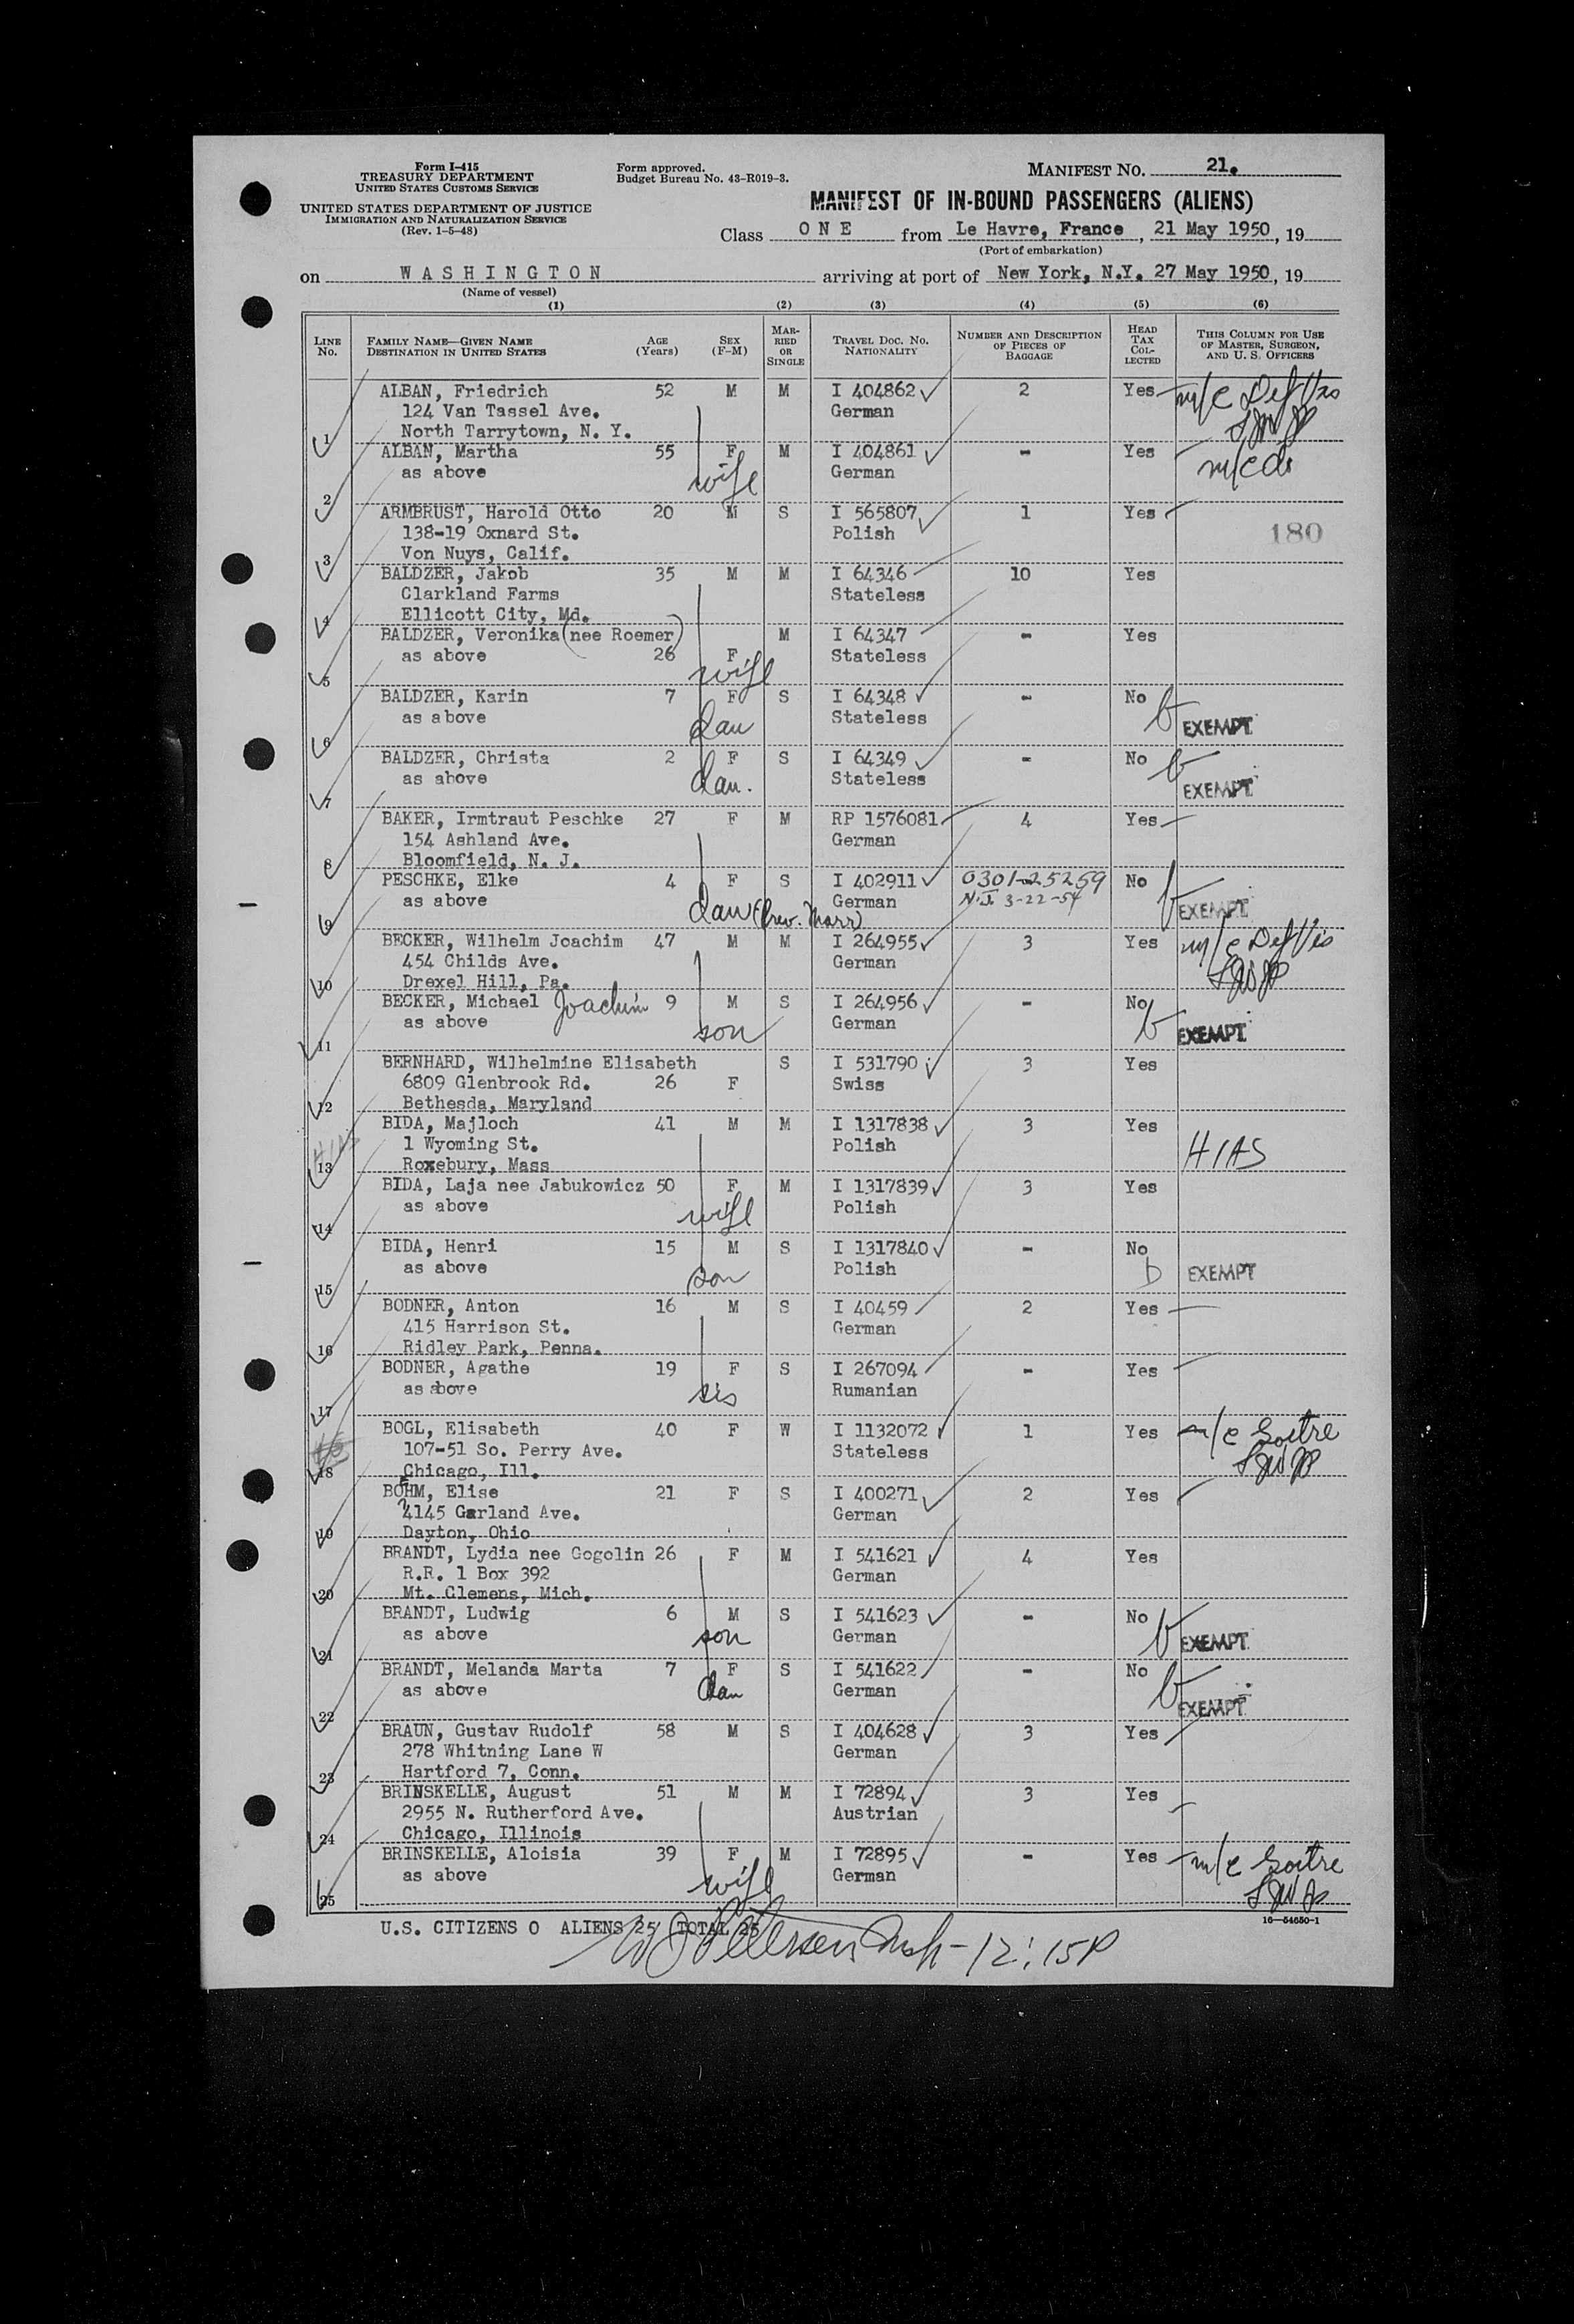 Form I-415
TREASURY DEPARTMENT
UNITED STATES CUSTOMS SERVICE
UNITED STATES DEPARTMENT OF JUSTICE
IMMIGRATION AND NATURALIZATION SERVICE
(Rev. 1-5-48)
Form approved.
Budget Bureau No. 43-R019-3.
MANIFEST NO. 21.
MANIFEST OF IN-BOUND PASSENGERS (ALIENS)
Class ONE from Le Havre, France, 21 May 1950, 19
(Port of embarkation)
on WASHINGTON arriving at port of New York, N.Y. 27 May 1950, 19
(Name of vessel)
(1) (2) (3) (4) (5) (6)
LINE No. FAMILY NAME—GIVEN NAME DESTINATION IN UNITED STATES AGE (Years) SEX (F-M) MARRIED OR SINGLE TRAVEL DOC. NO. NATIONALITY NUMBER AND DESCRIPTION OF PIECES OF BAGGAGE HEAD TAX COLLECTED THIS COLUMN FOR USE OF MASTER, SURGEON, AND U. S. OFFICERS
ALBAN, Friedrich 52 M M I 404862 2 Yes m/c Def Vis
124 Van Tassel Ave. German
1 North Tarrytown, N. Y.
ALBAN, Martha 55 F M I 404861 - Yes
as above wife German
2
ARMBRUST, Harold Otto 20 M S I 565807 1 Yes
138-19 Oxnard St. Polish 180
3 Von Nuys, Calif.
BALDZER, Jakob 35 M M I 64346 10 Yes
Clarkland Farms Stateless
4 Ellicott City, Md.
BALDZER, Veronika (nee Roemer) M I 64347 - Yes
as above 26 F Stateless
5 wife
BALDZER, Karin 7 F S I 64348 - No
as above dau Stateless EXEMPT
6
BALDZER, Christa 2 F S I 64349 - No
as above dau. Stateless EXEMPT
7
BAKER, Irmtraut Peschke 27 F M RP 1576081 4 Yes
154 Ashland Ave. German
8 Bloomfield, N. J.
PESCHKE, Elke 4 F S I 402911 0301-25259 No
as above dau (prev. Marr) German N.J. 3-22-54 EXEMPT
9
BECKER, Wilhelm Joachim 47 M M I 264955 3 Yes m/c Def Vis
454 Childs Ave. German
10 Drexel Hill, Pa.
BECKER, Michael Joachim 9 M S I 264956 - No
as above son German EXEMPT
11
BERNHARD, Wilhelmine Elisabeth S I 531790 3 Yes
6809 Glenbrook Rd. 26 F Swiss
12 Bethesda, Maryland
BIDA, Majloch 41 M M I 1317838 3 Yes
HIAS 1 Wyoming St. Polish HIAS
13 Roxebury, Mass
BIDA, Laja nee Jabukowicz 50 F M I 1317839 3 Yes
as above wife Polish
14
BIDA, Henri 15 M S I 1317840 - No
as above son Polish EXEMPT
15
BODNER, Anton 16 M S I 40459 2 Yes
415 Harrison St. German
16 Ridley Park, Penna.
BODNER, Agathe 19 F S I 267094 - Yes
as above sis Rumanian
17
BOGL, Elisabeth 40 F W I 1132072 1 Yes m/c Goitre
107-51 So. Perry Ave. Stateless
18 Chicago, Ill.
BOHM, Elise 21 F S I 400271 2 Yes
4145 Garland Ave. German
19 Dayton, Ohio
BRANDT, Lydia nee Gogolin 26 F M I 541621 4 Yes
R.R. 1 Box 392 German
20 Mt. Clemens, Mich.
BRANDT, Ludwig 6 M S I 541623 - No
as above son German EXEMPT
21
BRANDT, Melanda Marta 7 F S I 541622 - No
as above dau German EXEMPT
22
BRAUN, Gustav Rudolf 58 M S I 404628 3 Yes
278 Whitning Lane W German
23 Hartford 7, Conn.
BRINSKELLE, August 51 M M I 72894 3 Yes
2955 N. Rutherford Ave. Austrian
24 Chicago, Illinois
BRINSKELLE, Aloisia 39 F M I 72895 - Yes m/c Goitre
as above wife German
25
U.S. CITIZENS 0 ALIENS 25 TOTAL 25 16—54650-1
12:15P